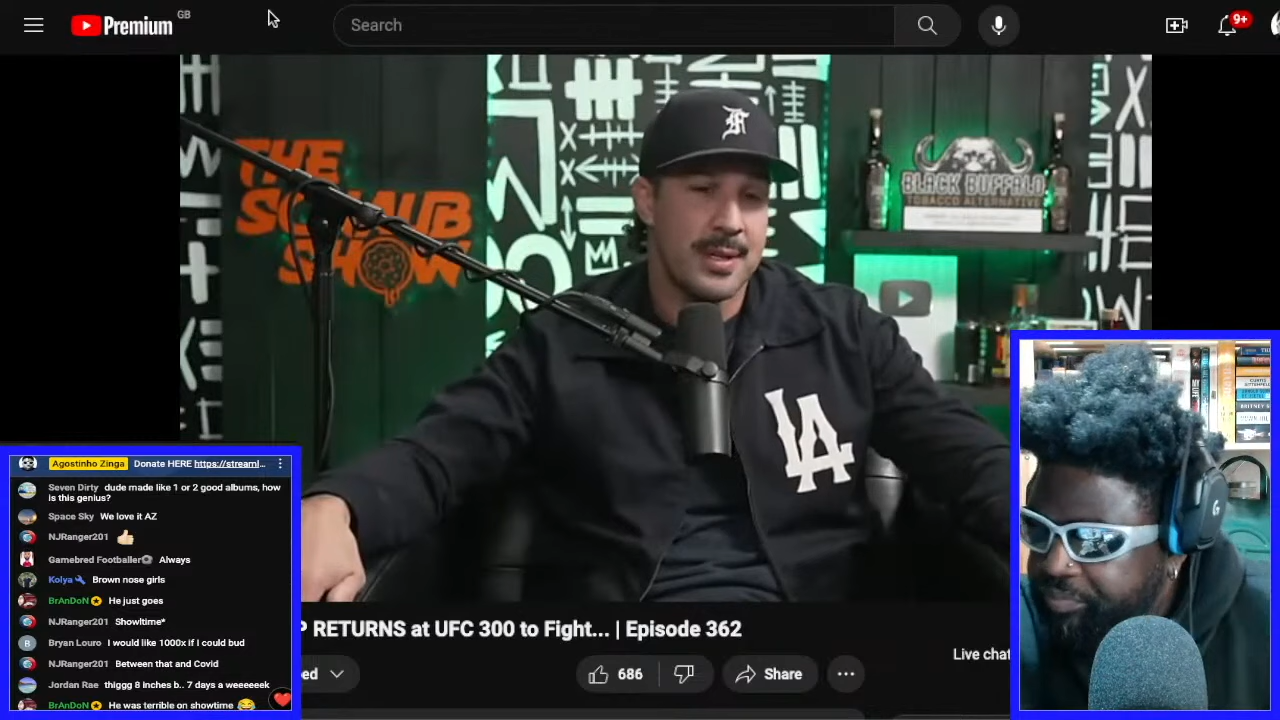 Premium
GB
Search
9+
THE
SCHAUB
SHOW
BLACK BUFFALO
TOBACCO ALTERNATIVE
LA
Agostinho Zinga Donate HERE https://streaml...
Seven Dirty dude made like 1 or 2 good albums, how
is this genius?
Space Sky We love it AZ
NJRanger201
Gamebred Footballer Always
Kolya Brown nose girls
BrAnDoN He just goes
NJRanger201 Showltime*
Bryan Louro I would like 1000x if I could bud
NJRanger201 Between that and Covid
Jordan Rae thiggg 8 inches b.. 7 days a weeeeeek
BrAnDoN He was terrible on showtime
P RETURNS at UFC 300 to Fight... | Episode 362
ed
686
Share
Live chat
G